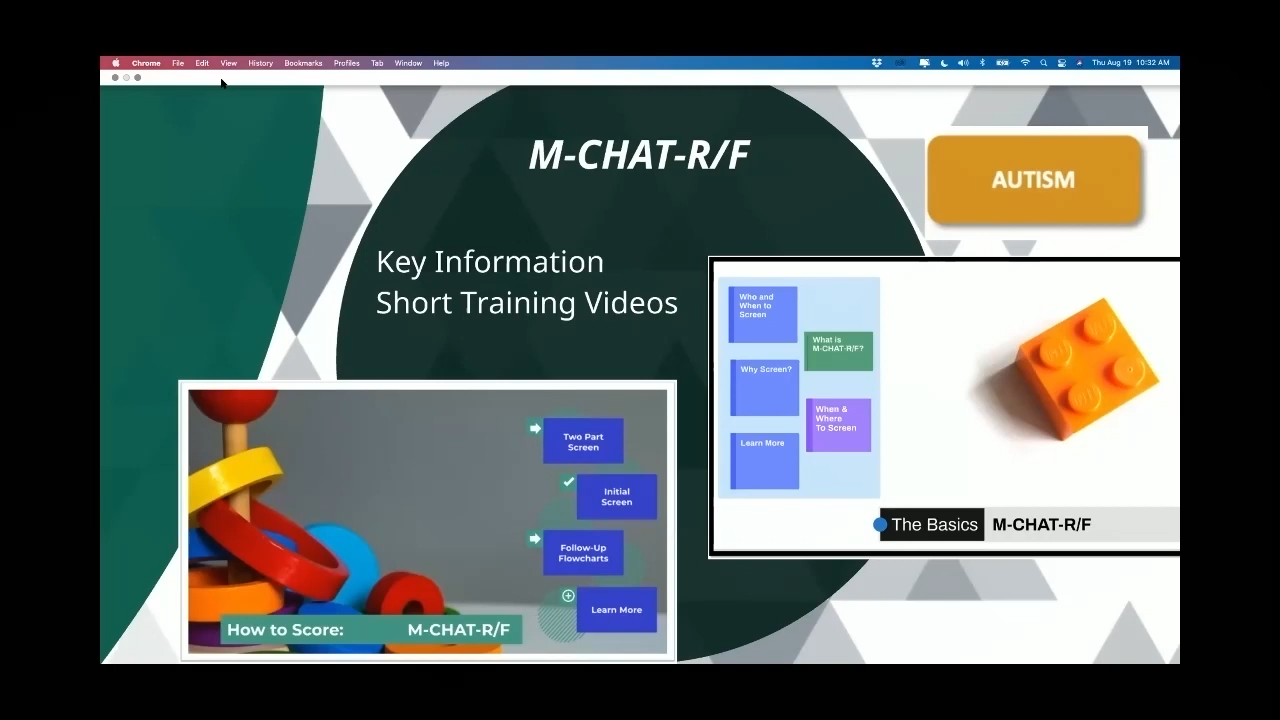 Chrome File Edit View History Bookmarks Profiles Tab Window Help
Thu Aug 19 10:32 AM
M-CHAT-R/F
AUTISM
Key Information
Short Training Videos
Who and
When to
Screen
What is
M-CHAT-R/F?
Why Screen?
When &
Where
To Screen
Learn More
The Basics M-CHAT-R/F
Two Part
Screen
Initial
Screen
Follow-Up
Flowcharts
Learn More
How to Score: M-CHAT-R/F